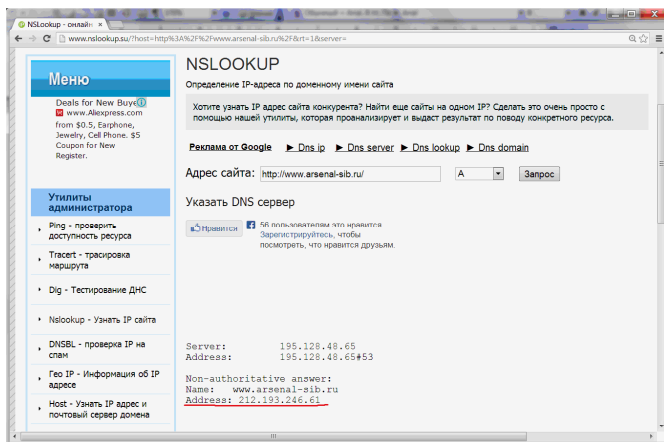 NSLookup - онлайн
www.nslookup.su/?host=http%3A%2F%2Fwww.arsenal-sib.ru%2F&rt=1&server=
Меню
Deals for New Buye
www.Aliexpress.com
from $0.5, Earphone,
Jewelry, Cell Phone. $5
Coupon for New
Register.
Утилиты
администратора
Ping - проверить
доступность ресурса
Tracert - трасировка
маршрута
Dig - Тестирование ДНС
Nslookup - Узнать IP сайта
DNSBL - проверка IP на
спам
Гео IP - Информация об IP
адресе
Host - Узнать IP адрес и
почтовый сервер домена
NSLOOKUP
Определение IP-адреса по доменному имени сайта
Хотите узнать IP адрес сайта конкурента? Найти еще сайты на одном IP? Сделать это очень просто с
помощью нашей утилиты, которая проанализирует и выдаст результат по поводу конкретного ресурса.
Реклама от Google ► Dns ip ► Dns server ► Dns lookup ► Dns domain
Адрес сайта: http://www.arsenal-sib.ru/ A Запрос
Указать DNS сервер
Нравится 56 пользователям это нравится.
Зарегистрируйтесь, чтобы
посмотреть, что нравится друзьям.
Server: 195.128.48.65
Address: 195.128.48.65#53
Non-authoritative answer:
Name: www.arsenal-sib.ru
Address: 212.193.246.61